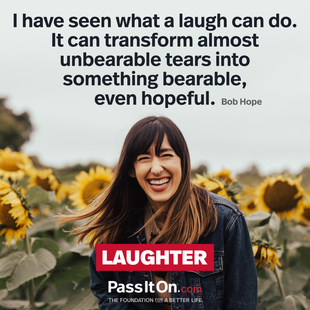 I have seen what a laugh can do.
It can transform almost
unbearable tears into
something bearable,
even hopeful. Bob Hope
LAUGHTER
PassItOn.com
THE FOUNDATION FOR A BETTER LIFE.